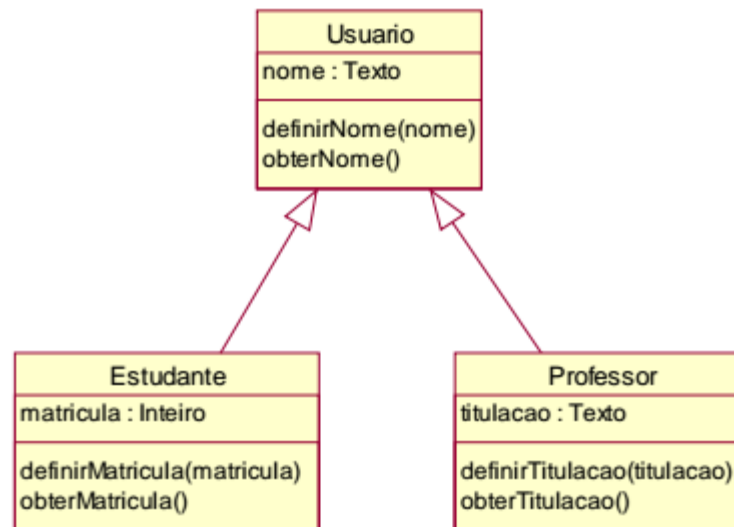 Usuario
nome : Texto
definirNome(nome)
obterNome()
Estudante
matricula : Inteiro
definirMatricula(matricula)
obterMatricula()
Professor
titulacao : Texto
definirTitulacao(titulacao)
obterTitulacao()